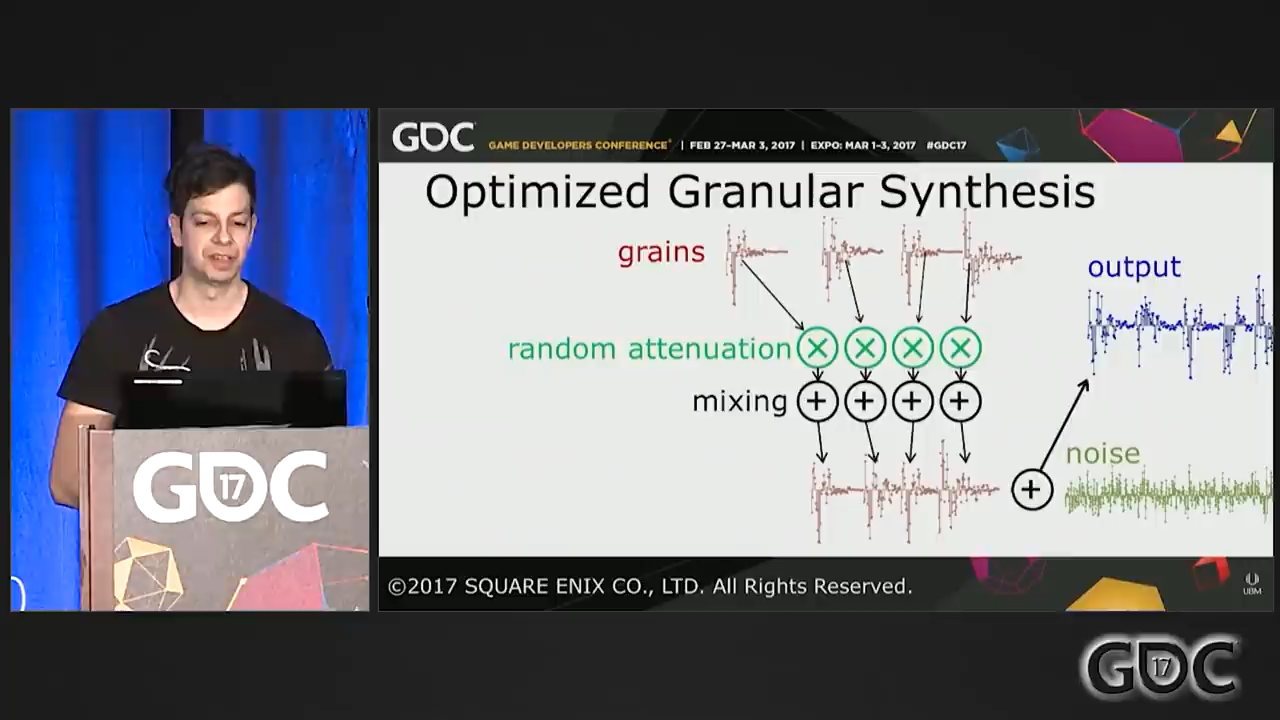 GDC
GAME DEVELOPERS CONFERENCE | FEB 27-MAR 3, 2017 | EXPO: MAR 1-3, 2017 #GDC17
Optimized Granular Synthesis
grains
output
random attenuation
mixing
noise
©2017 SQUARE ENIX CO., LTD. All Rights Reserved.
UBM
GDC
17
GDC
17